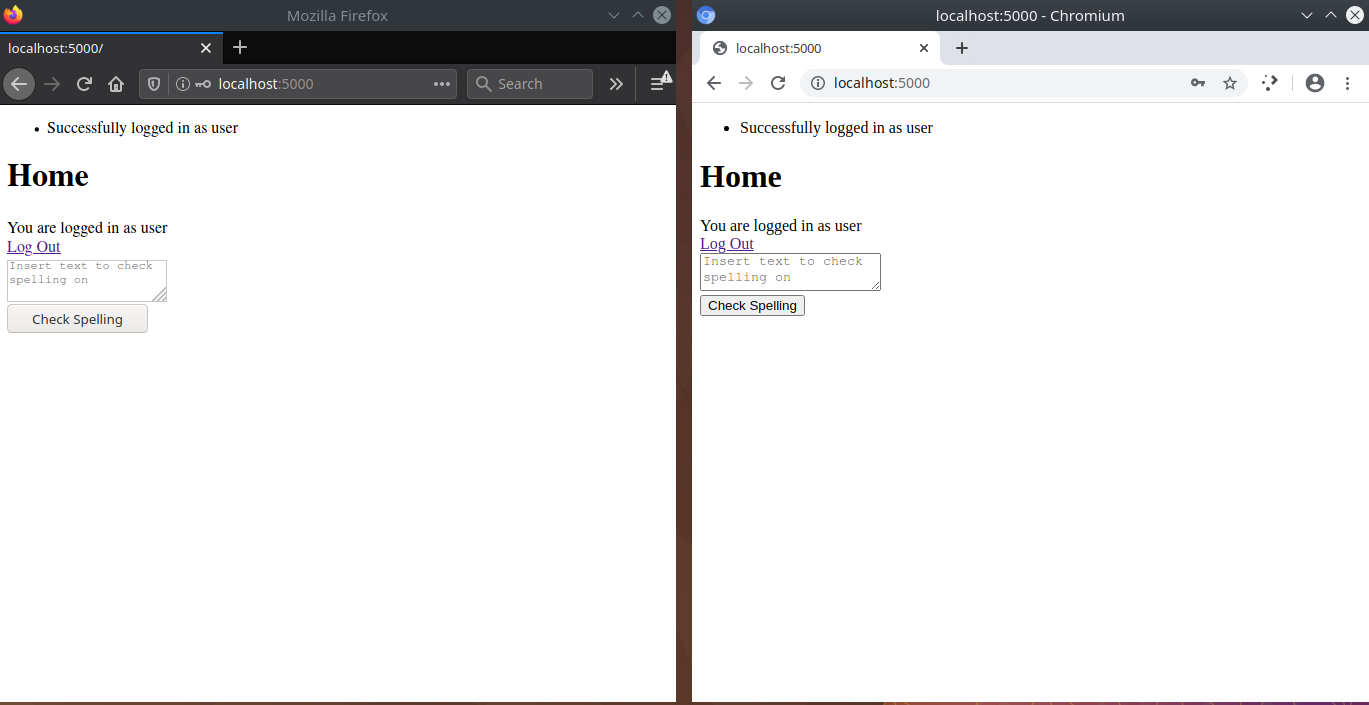 Mozilla Firefox
localhost:5000/
localhost:5000
Search
Successfully logged in as user
Home
You are logged in as user
Log Out
Insert text to check
spelling on
Check Spelling
localhost:5000 - Chromium
localhost:5000
localhost:5000
Successfully logged in as user
Home
You are logged in as user
Log Out
Insert text to check
spelling on
Check Spelling